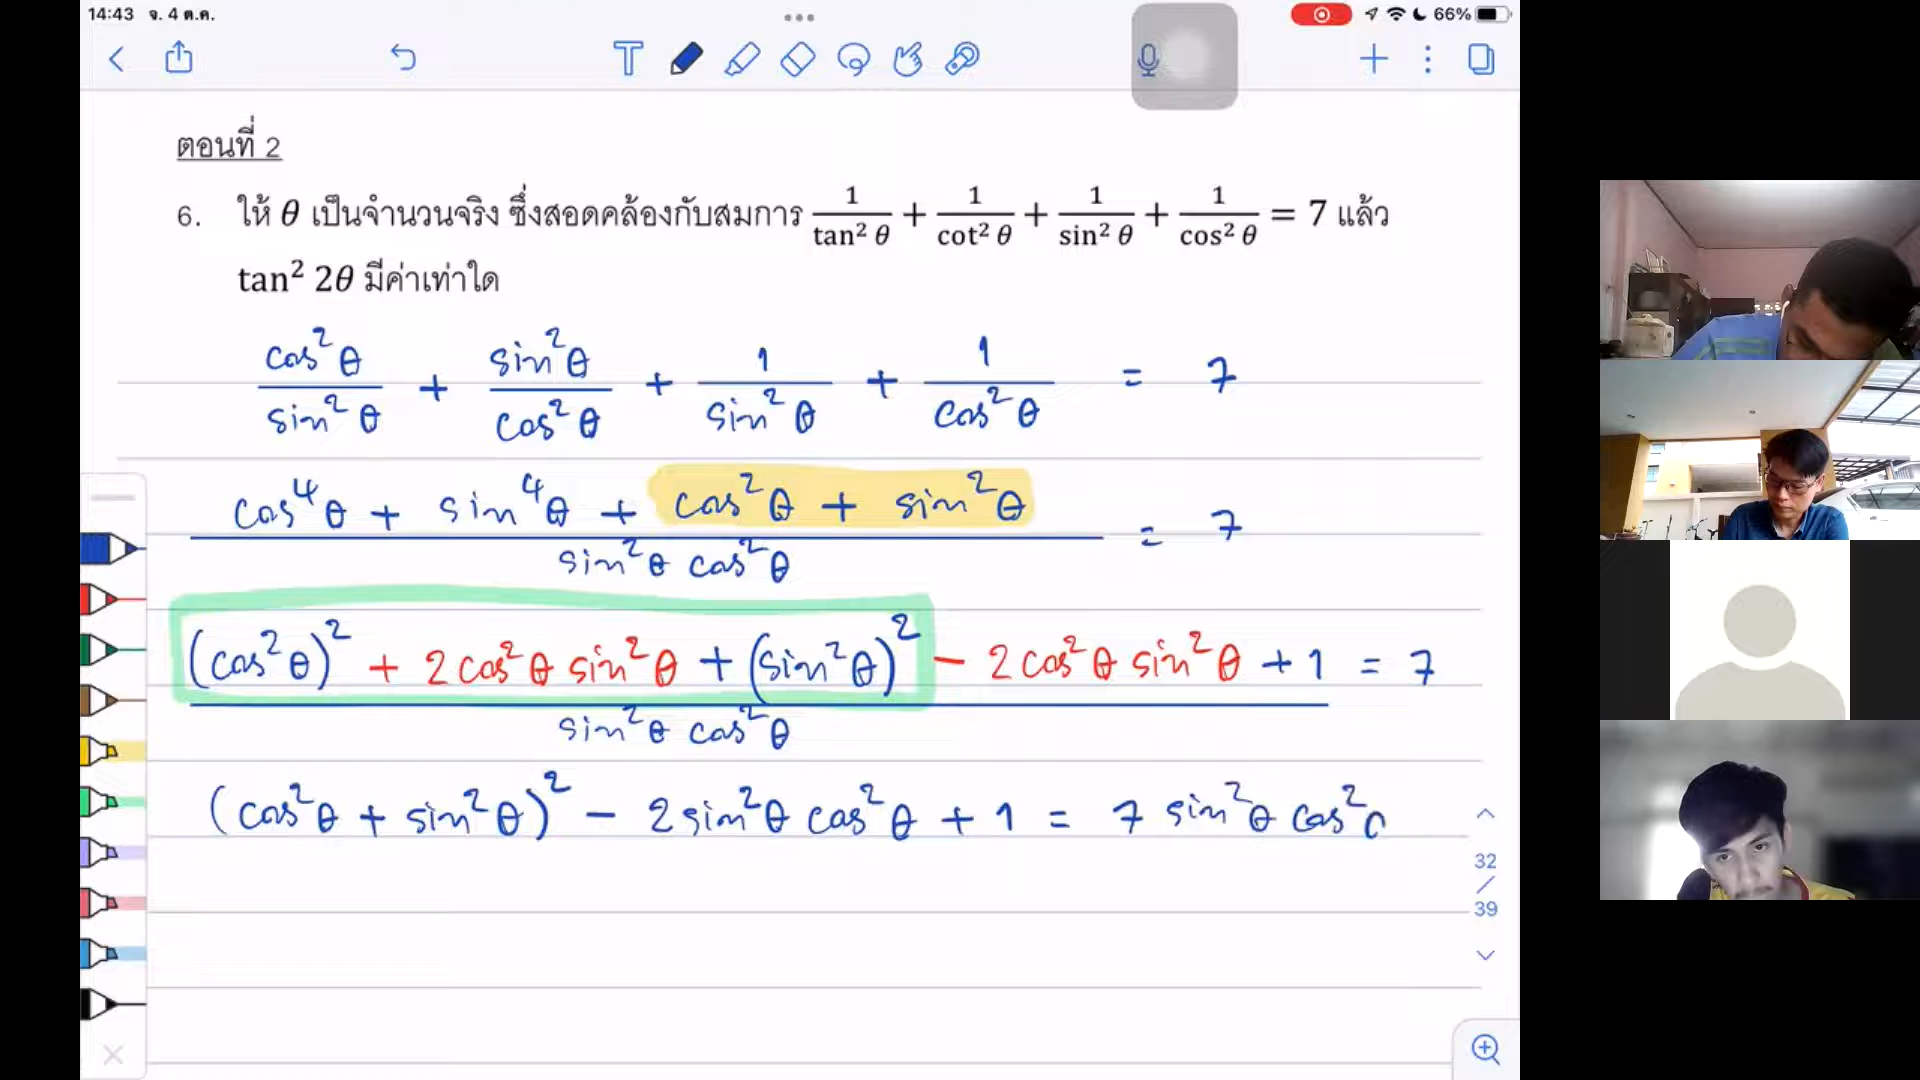 14:43 จ. 4 ต.ค.
66%
ตอนที่ 2
6. ให้ θ เป็นจำนวนจริง ซึ่งสอดคล้องกับสมการ 1/tan² θ + 1/cot² θ + 1/sin² θ + 1/cos² θ = 7 แล้ว
tan² 2θ มีค่าเท่าใด
cos²θ/sin²θ + sin²θ/cos²θ + 1/sin²θ + 1/cos²θ = 7
cos⁴θ + sin⁴θ + cos²θ + sin²θ = 7
sin²θ cos²θ
(cos²θ)² + 2cos²θ sin²θ + (sin²θ)² - 2cos²θ sin²θ + 1 = 7
sin²θ cos²θ
(cos²θ + sin²θ)² - 2sin²θ cos²θ + 1 = 7 sin²θ cos²
32
/
39